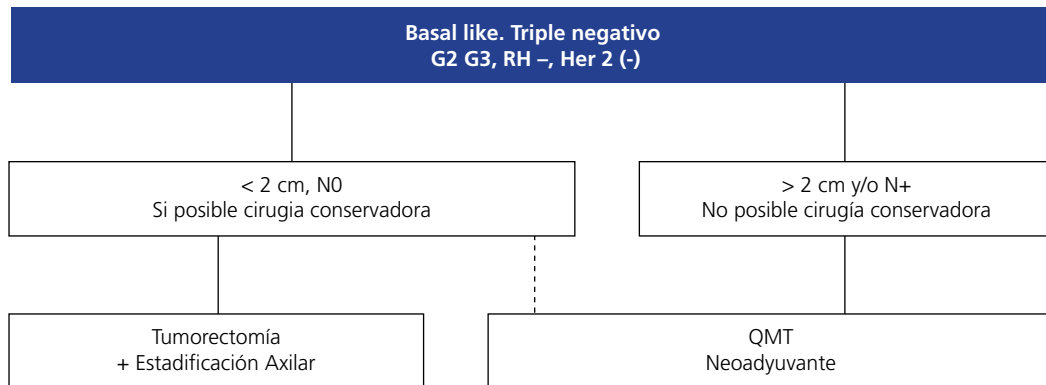 Basal like. Triple negativo
G2 G3, RH –, Her 2 (-)
< 2 cm, N0
Si posible cirugia conservadora
> 2 cm y/o N+
No posible cirugía conservadora
Tumorectomía
+ Estadificación Axilar
QMT
Neoadyuvante